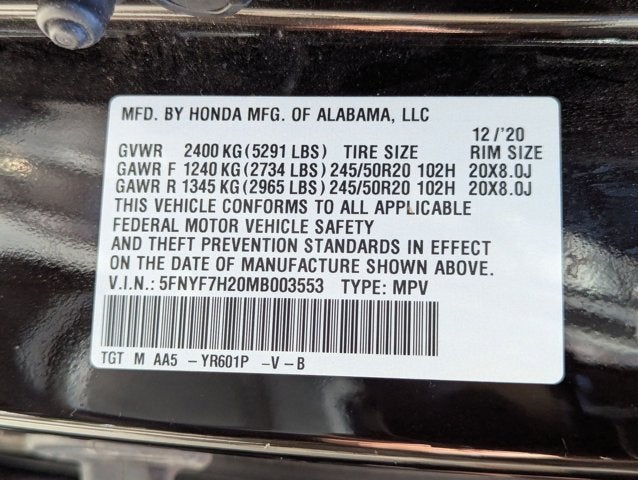 MFD. BY HONDA MFG. OF ALABAMA, LLC
12/'20
GVWR 2400 KG (5291 LBS) TIRE SIZE RIM SIZE
GAWR F 1240 KG (2734 LBS) 245/50R20 102H 20X8.0J
GAWR R 1345 KG (2965 LBS) 245/50R20 102H 20X8.0J
THIS VEHICLE CONFORMS TO ALL APPLICABLE
FEDERAL MOTOR VEHICLE SAFETY
AND THEFT PREVENTION STANDARDS IN EFFECT
ON THE DATE OF MANUFACTURE SHOWN ABOVE.
V.I.N.: 5FNYF7H20MB003553 TYPE: MPV
TGT M AA5 -YR601P -V-B